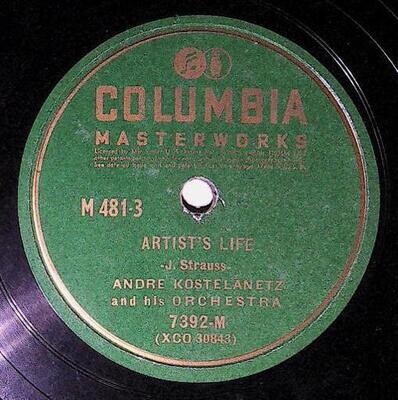 COLUMBIA
MASTERWORKS
M 481-3
ARTIST'S LIFE
-J. Strauss-
ANDRE KOSTELANETZ
and his ORCHESTRA
7392-M
(XCO 30843)